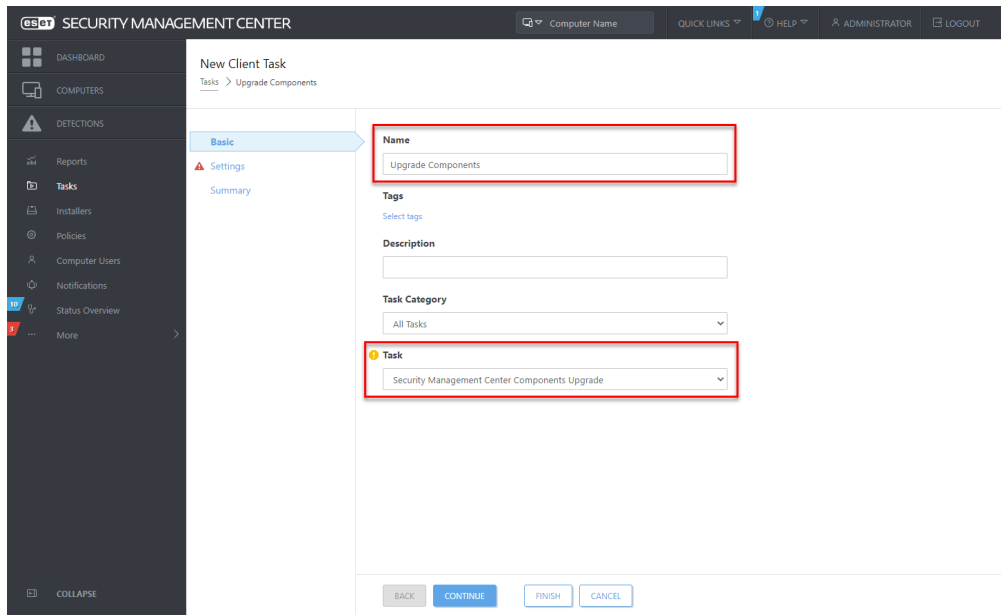 eset SECURITY MANAGEMENT CENTER
Computer Name
QUICK LINKS
1
HELP
ADMINISTRATOR
LOGOUT
DASHBOARD
COMPUTERS
DETECTIONS
Reports
Tasks
Installers
Policies
Computer Users
Notifications
10
Status Overview
3
More
COLLAPSE
New Client Task
Tasks > Upgrade Components
Basic
Settings
Summary
Name
Upgrade Components
Tags
Select tags
Description
Task Category
All Tasks
Task
Security Management Center Components Upgrade
BACK
CONTINUE
FINISH
CANCEL